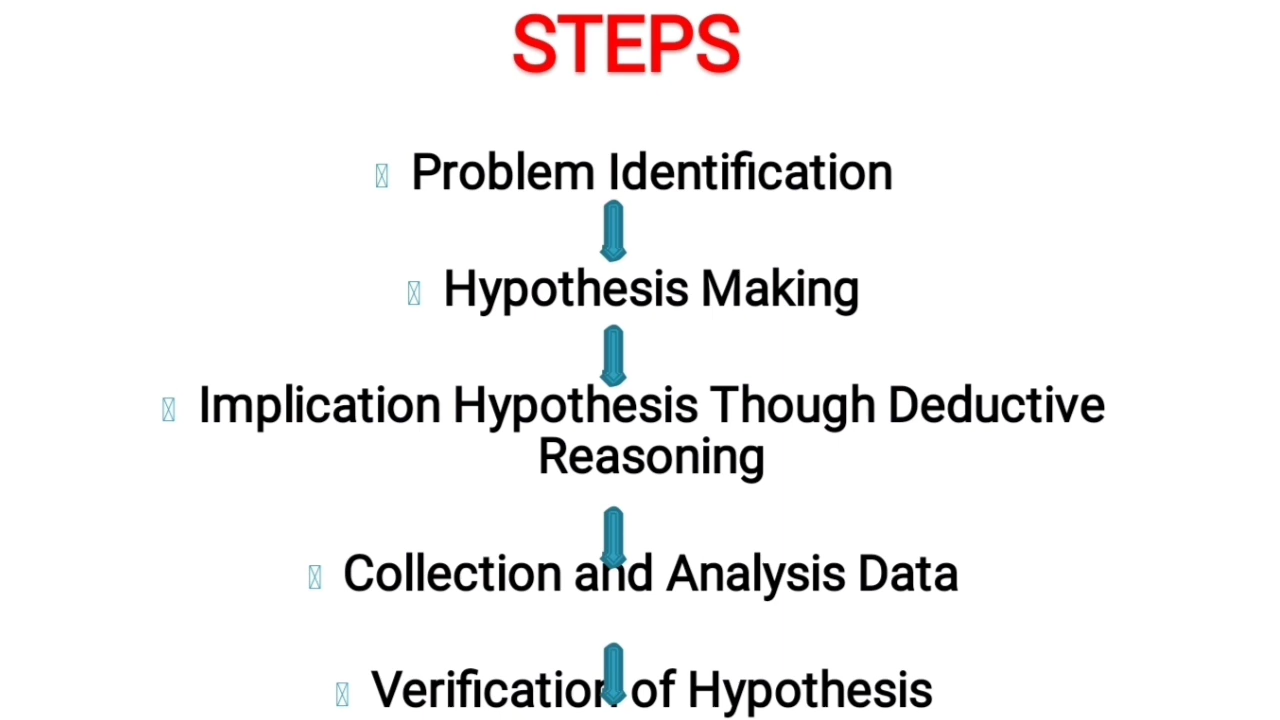 STEPS
Problem Identification
Hypothesis Making
Implication Hypothesis Though Deductive
Reasoning
Collection and Analysis Data
Verification of Hypothesis